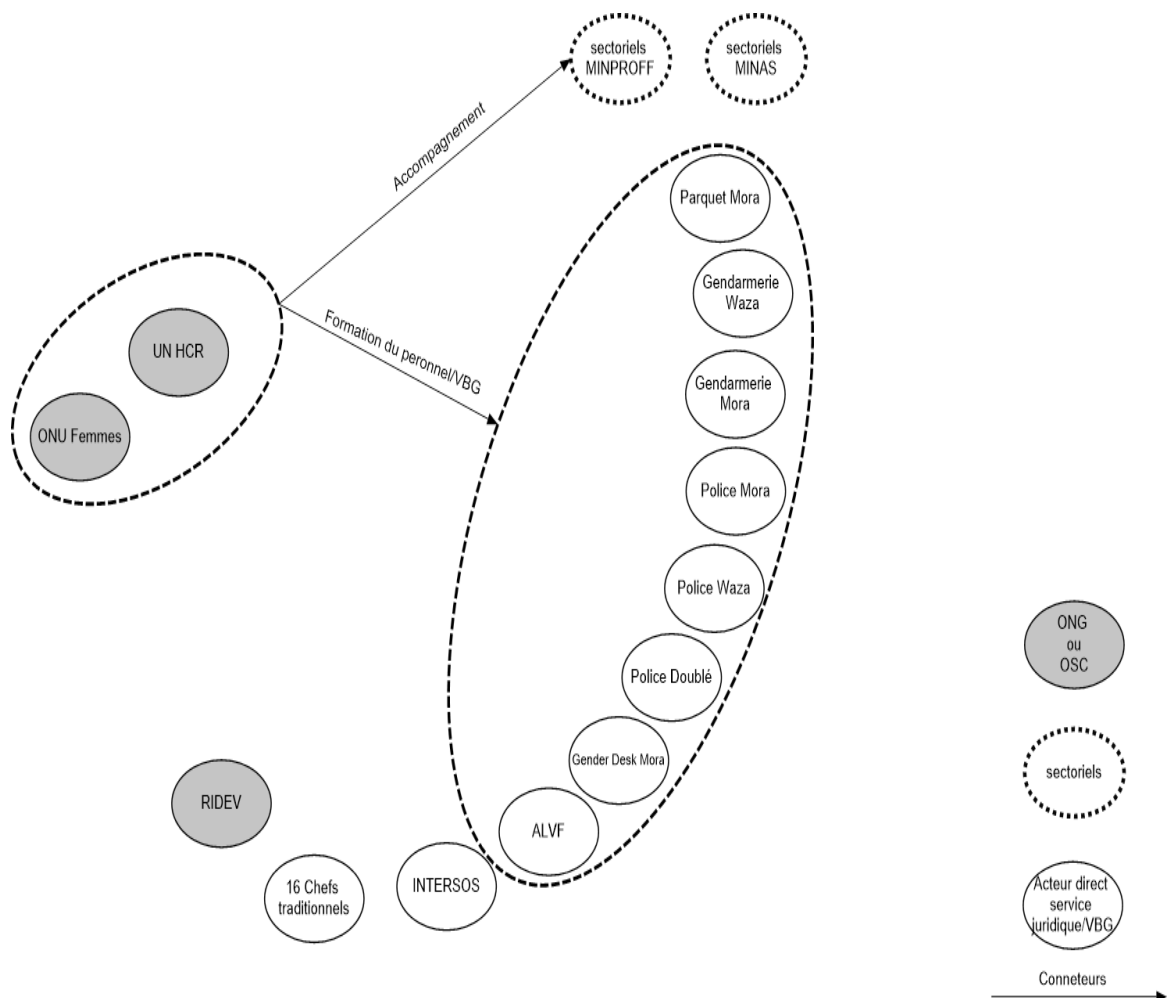 sectoriels
MINPROFF
sectoriels
MINAS
Accompagnement
Parquet Mora
Gendarmerie
Waza
UN HCR
Formation du peronnel/VBG
Gendarmerie
Mora
ONU Femmes
Police Mora
Police Waza
Police Doublé
Gender Desk Mora
ALVF
RIDEV
16 Chefs
traditionnels
INTERSOS
ONG
ou
OSC
sectoriels
Acteur direct
service
juridique/VBG
Conneteurs